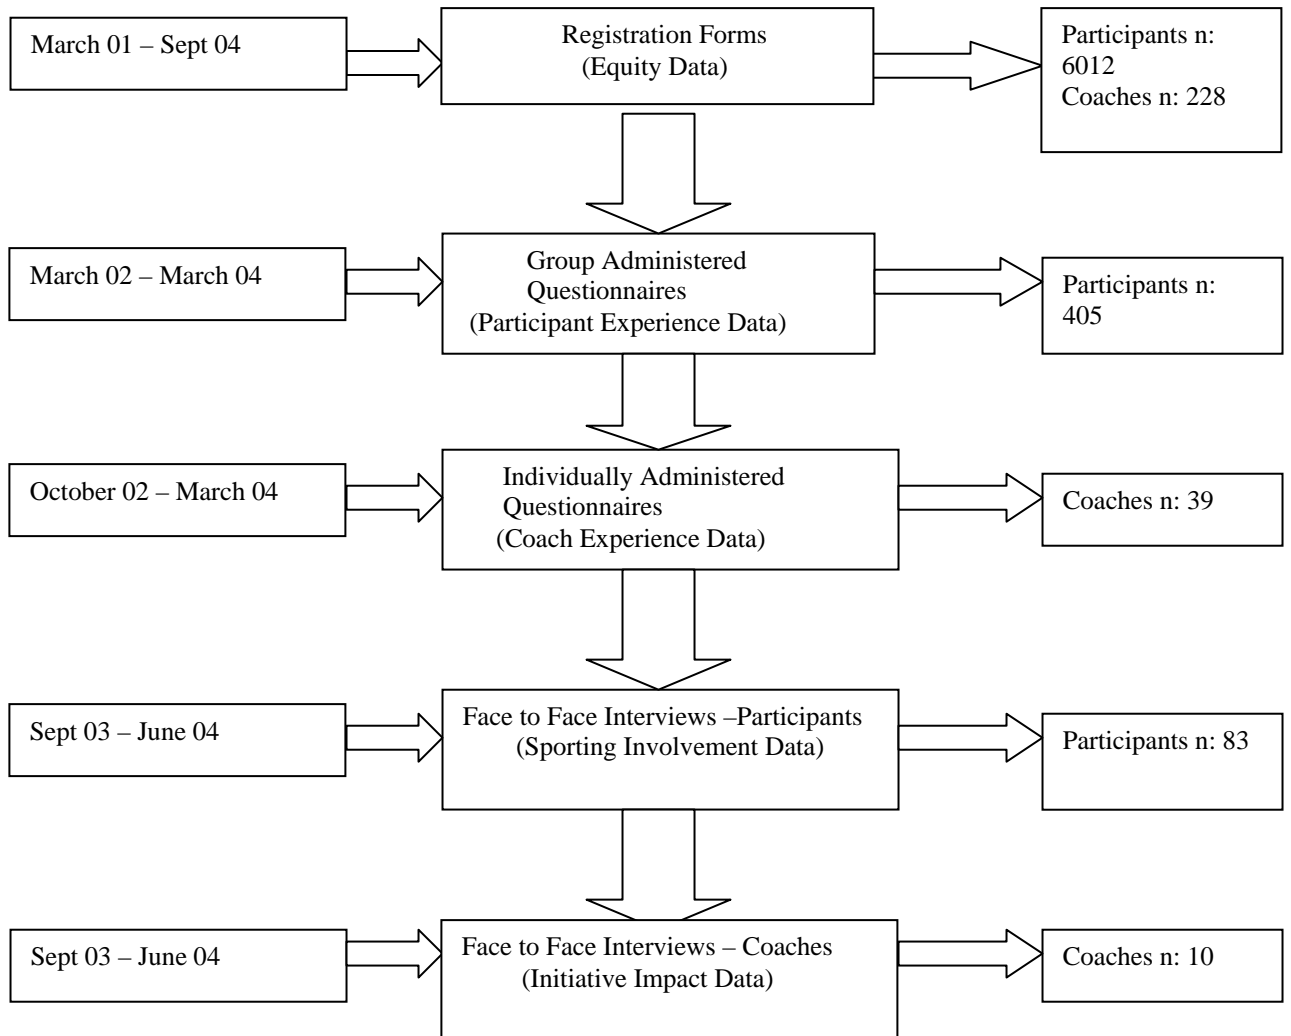 March 01 – Sept 04
Registration Forms
(Equity Data)
Participants n:
6012
Coaches n: 228
March 02 – March 04
Group Administered
Questionnaires
(Participant Experience Data)
Participants n:
405
October 02 – March 04
Individually Administered
Questionnaires
(Coach Experience Data)
Coaches n: 39
Sept 03 – June 04
Face to Face Interviews –Participants
(Sporting Involvement Data)
Participants n: 83
Sept 03 – June 04
Face to Face Interviews – Coaches
(Initiative Impact Data)
Coaches n: 10